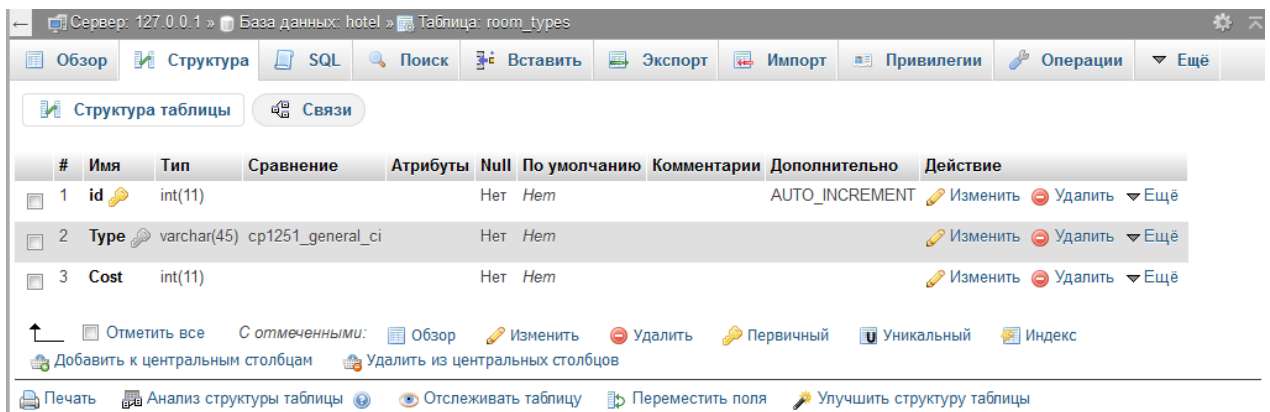 ← Сервер: 127.0.0.1 » База данных: hotel » Таблица: room_types
Обзор Структура SQL Поиск Вставить Экспорт Импорт Привилегии Операции Ещё
Структура таблицы Связи
# Имя Тип Сравнение Атрибуты Null По умолчанию Комментарии Дополнительно Действие
1 id int(11) Нет Нет AUTO_INCREMENT Изменить Удалить Ещё
2 Type varchar(45) cp1251_general_ci Нет Нет Изменить Удалить Ещё
3 Cost int(11) Нет Нет Изменить Удалить Ещё
Отметить все С отмеченными: Обзор Изменить Удалить Первичный Уникальный Индекс
Добавить к центральным столбцам Удалить из центральных столбцов
Печать Анализ структуры таблицы Отслеживать таблицу Переместить поля Улучшить структуру таблицы